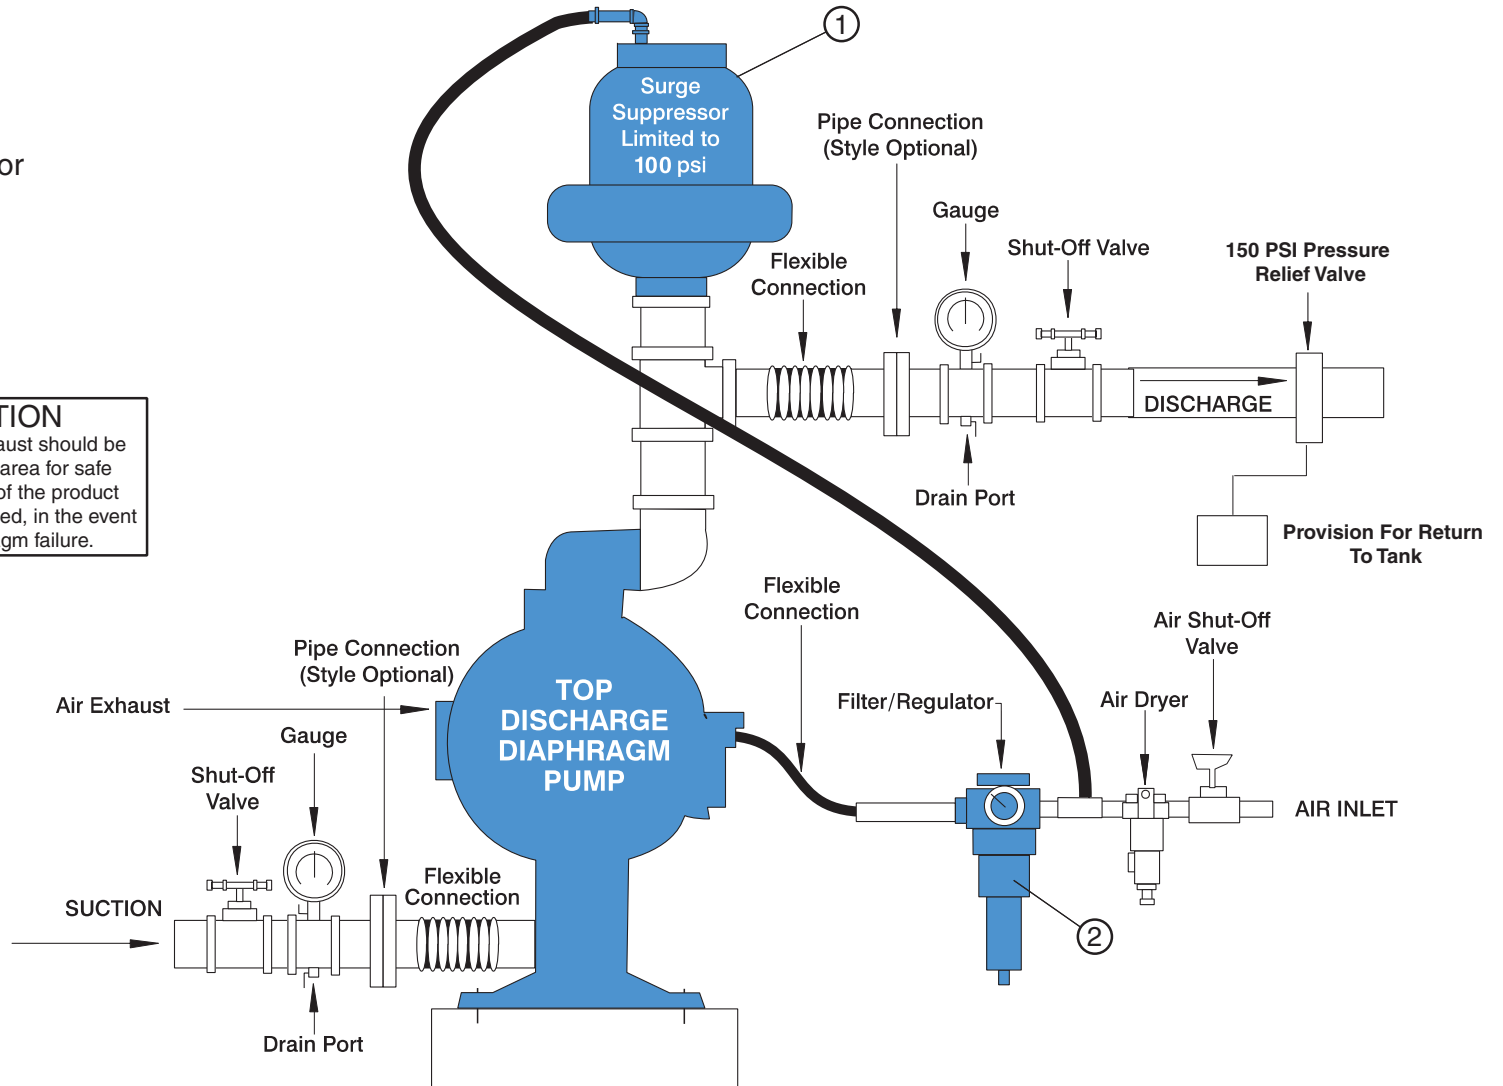 1
Surge
Suppressor
Limited to
100 psi
Pipe Connection
(Style Optional)
or
Gauge
Shut-Off Valve
150 PSI Pressure
Relief Valve
Flexible
Connection
DISCHARGE
TION
aust should be
area for safe
of the product
ed, in the event
gm failure.
Drain Port
Provision For Return
To Tank
Flexible
Connection
Air Shut-Off
Valve
Pipe Connection
(Style Optional)
Air Exhaust
TOP
DISCHARGE
DIAPHRAGM
PUMP
Filter/Regulator
Air Dryer
Gauge
Shut-Off
Valve
AIR INLET
Flexible
Connection
SUCTION
2
Drain Port